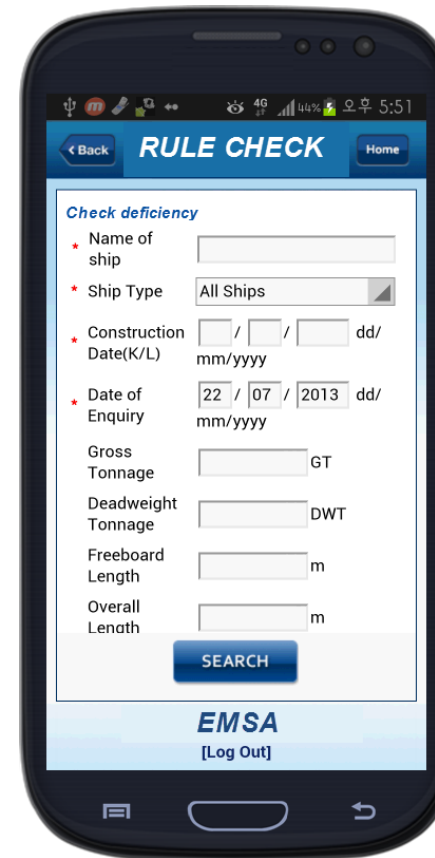 4G 44% 오후 5:51
Back RULE CHECK Home
Check deficiency
* Name of
ship
* Ship Type All Ships
* Construction / / dd/
Date(K/L) mm/yyyy
* Date of 22 / 07 / 2013 dd/
Enquiry mm/yyyy
Gross
Tonnage GT
Deadweight
Tonnage DWT
Freeboard
Length m
Overall
Length m
SEARCH
EMSA
[Log Out]